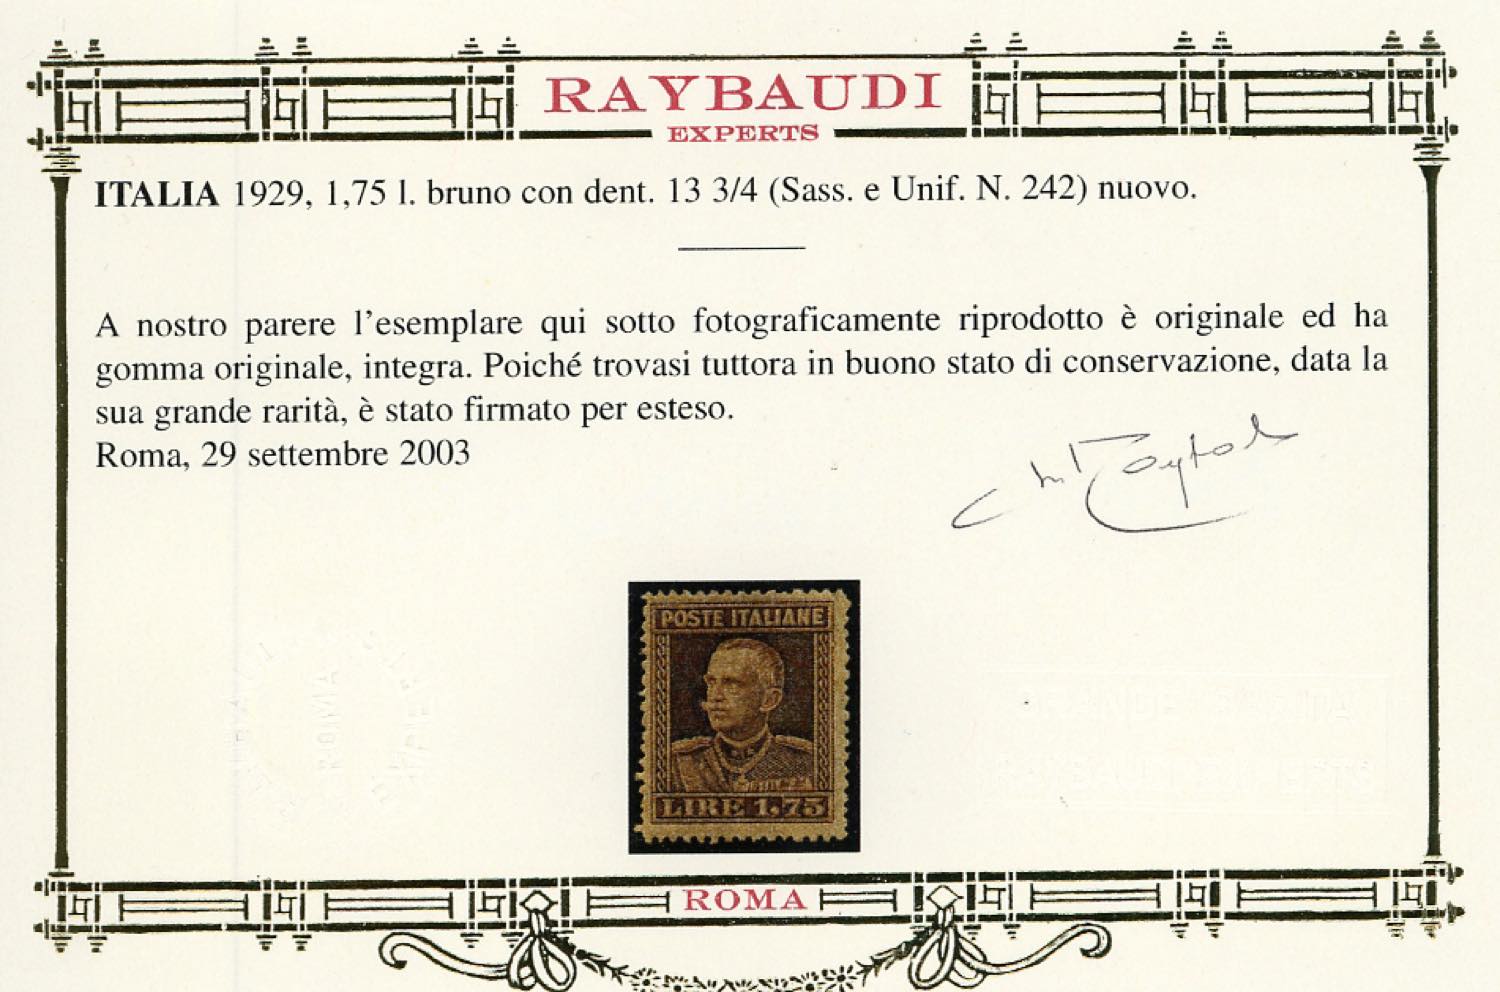 RAYBAUDI
EXPERTS
ITALIA 1929, 1,75 l. bruno con dent. 13 3/4 (Sass. e Unif. N. 242) nuovo.
A nostro parere l'esemplare qui sotto fotograficamente riprodotto è originale ed ha
gomma originale, integra. Poiché trovasi tuttora in buono stato di conservazione, data la
sua grande rarità, è stato firmato per esteso.
Roma, 29 settembre 2003
POSTE ITALIANE
LIRE 1,75
ROMA